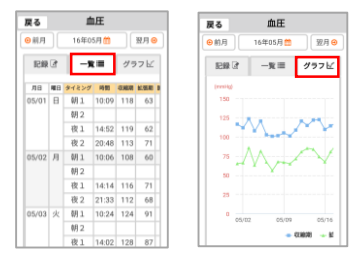 戻る 血圧
前月 16年05月 翌月
記録 一覧 グラフ
月日 曜日 タイミング 時間 収縮期 拡張期
05/01 日 朝1 10:09 118 63
朝2
夜1 14:52 119 62
夜2 20:48 113 71
05/02 月 朝1 10:06 108 60
朝2
夜1 14:14 116 71
夜2 21:33 112 68
05/03 火 朝1 10:24 124 91
朝2
夜1 14:02 128 87
戻る 血圧
前月 16年05月 翌月
記録 一覧 グラフ
(mmHg)
150
125
100
75
50
25
0
05/02 05/09 05/16
収縮期